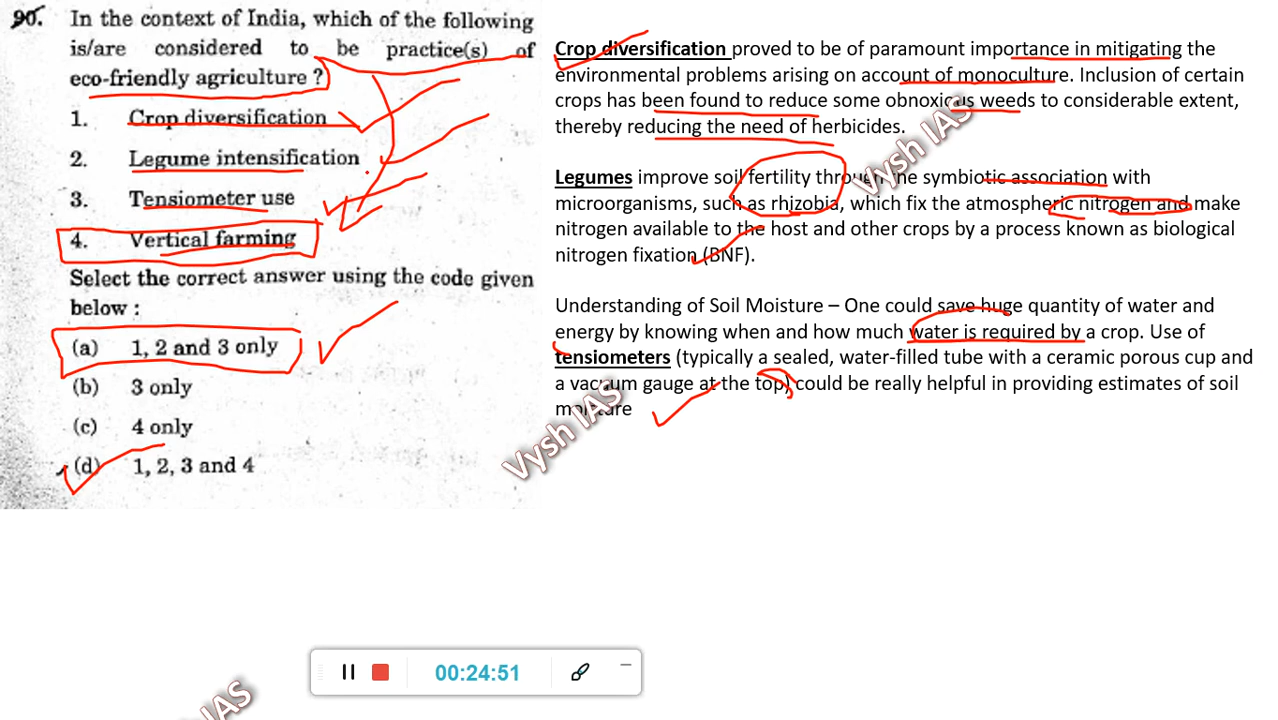 90. In the context of India, which of the following
is/are considered to be practice(s) of
eco-friendly agriculture ?
1. Crop diversification
2. Legume intensification
3. Tensiometer use
4. Vertical farming
Select the correct answer using the code given
below :
(a) 1, 2 and 3 only
(b) 3 only
(c) 4 only
(d) 1, 2, 3 and 4
Crop diversification proved to be of paramount importance in mitigating the
environmental problems arising on account of monoculture. Inclusion of certain
crops has been found to reduce some obnoxious weeds to considerable extent,
thereby reducing the need of herbicides.
Legumes improve soil fertility through the symbiotic association with
microorganisms, such as rhizobia, which fix the atmospheric nitrogen and make
nitrogen available to the host and other crops by a process known as biological
nitrogen fixation (BNF).
Understanding of Soil Moisture – One could save huge quantity of water and
energy by knowing when and how much water is required by a crop. Use of
tensiometers (typically a sealed, water-filled tube with a ceramic porous cup and
a vacuum gauge at the top) could be really helpful in providing estimates of soil
moisture
Vysh IAS
Vysh IAS
IAS
00:24:51